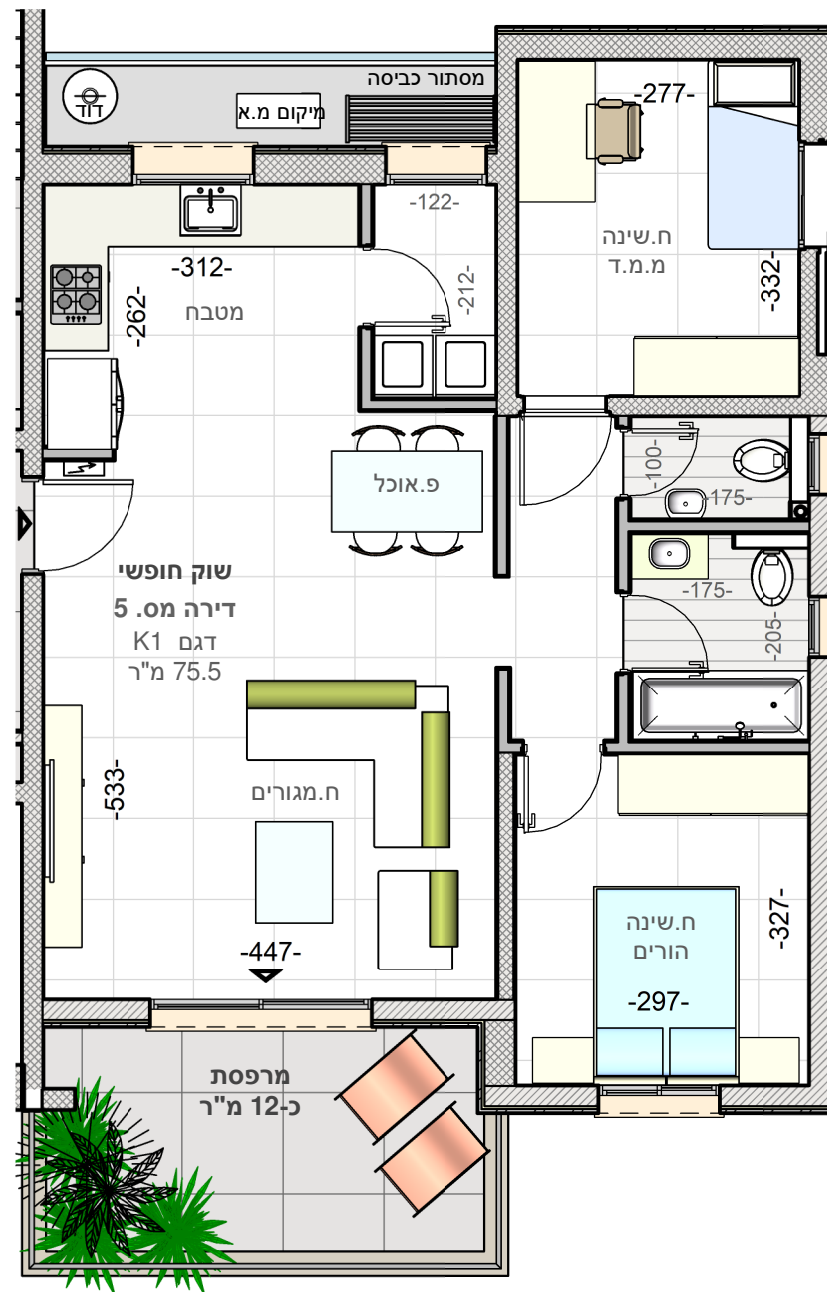 מסתור כביסה
דוד
מיקום מ.א
-277-
-122-
-312-
ח.שינה
מ.מ.ד
-212-
-332-
-262-
מטבח
פ.אוכל
-100-
-175-
שוק חופשי
דירה מס. 5
דגם K1
75.5 מ"ר
-175-
-205-
-533-
ח.מגורים
-447-
-327-
ח.שינה
הורים
-297-
מרפסת
כ-12 מ"ר